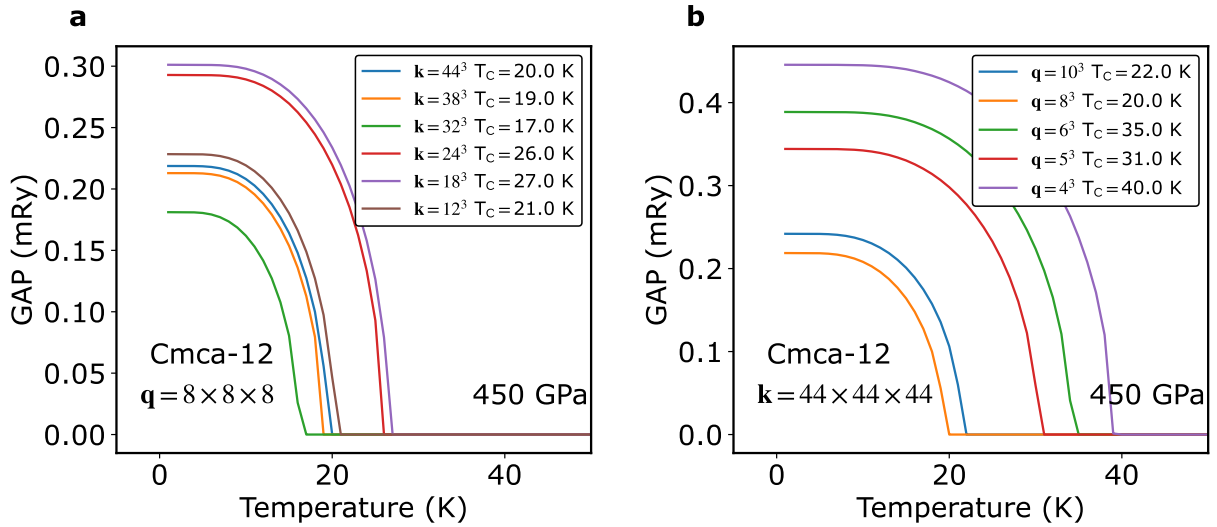 a
GAP (mRy)
0.30
0.25
0.20
0.15
0.10
0.05
0.00
k = 44³ T_C = 20.0 K
k = 38³ T_C = 19.0 K
k = 32³ T_C = 17.0 K
k = 24³ T_C = 26.0 K
k = 18³ T_C = 27.0 K
k = 12³ T_C = 21.0 K
Cmca-12
q = 8 × 8 × 8
450 GPa
0 20 40
Temperature (K)
b
GAP (mRy)
0.4
0.3
0.2
0.1
0.0
q = 10³ T_C = 22.0 K
q = 8³ T_C = 20.0 K
q = 6³ T_C = 35.0 K
q = 5³ T_C = 31.0 K
q = 4³ T_C = 40.0 K
Cmca-12
k = 44 × 44 × 44
450 GPa
0 20 40
Temperature (K)